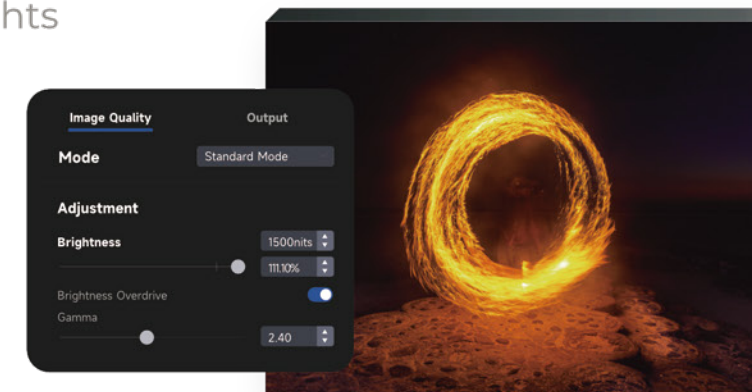 hts
Image Quality Output
Mode Standard Mode
Adjustment
Brightness 1500nits
111.10%
Brightness Overdrive
Gamma
2.40